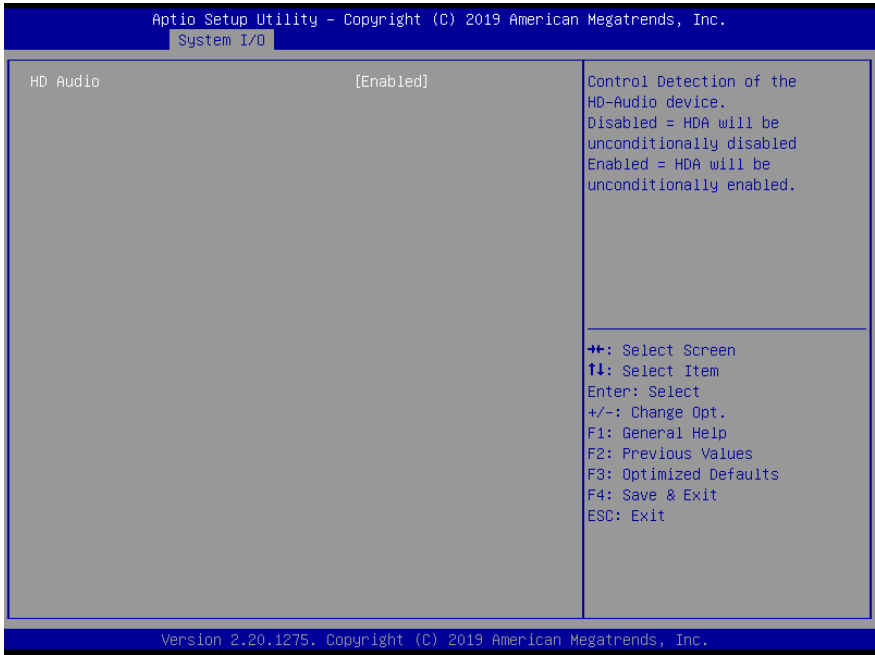 Aptio Setup Utility – Copyright (C) 2019 American Megatrends, Inc.
System I/O
HD Audio [Enabled]
Control Detection of the
HD-Audio device.
Disabled = HDA will be
unconditionally disabled
Enabled = HDA will be
unconditionally enabled.
→←: Select Screen
↑↓: Select Item
Enter: Select
+/-: Change Opt.
F1: General Help
F2: Previous Values
F3: Optimized Defaults
F4: Save & Exit
ESC: Exit
Version 2.20.1275. Copyright (C) 2019 American Megatrends, Inc.